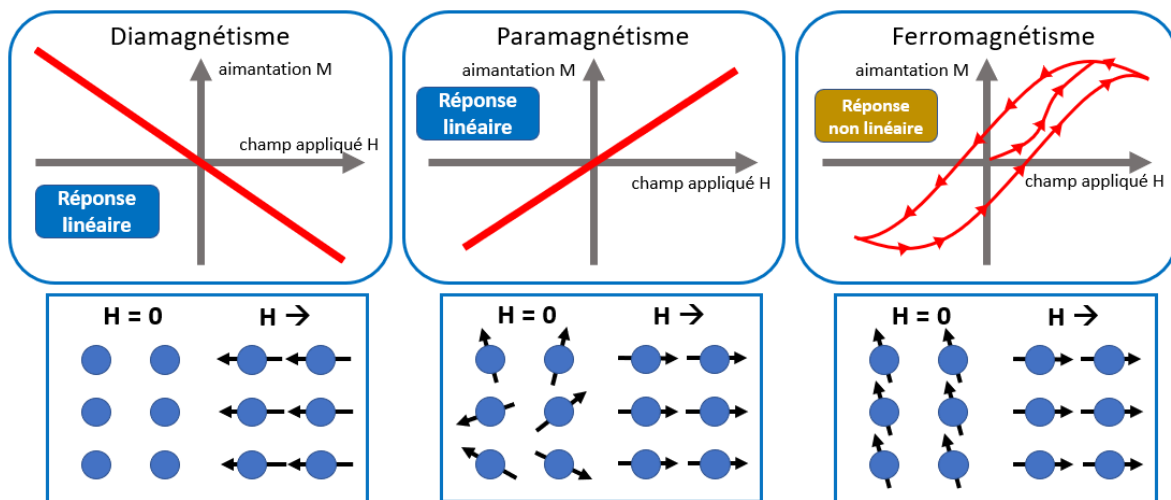 Diamagnétisme
aimantation M
champ appliqué H
Réponse
linéaire
Paramagnétisme
aimantation M
Réponse
linéaire
champ appliqué H
Ferromagnétisme
aimantation M
Réponse
non linéaire
champ appliqué H
H = 0 H →
H = 0 H →
H = 0 H →